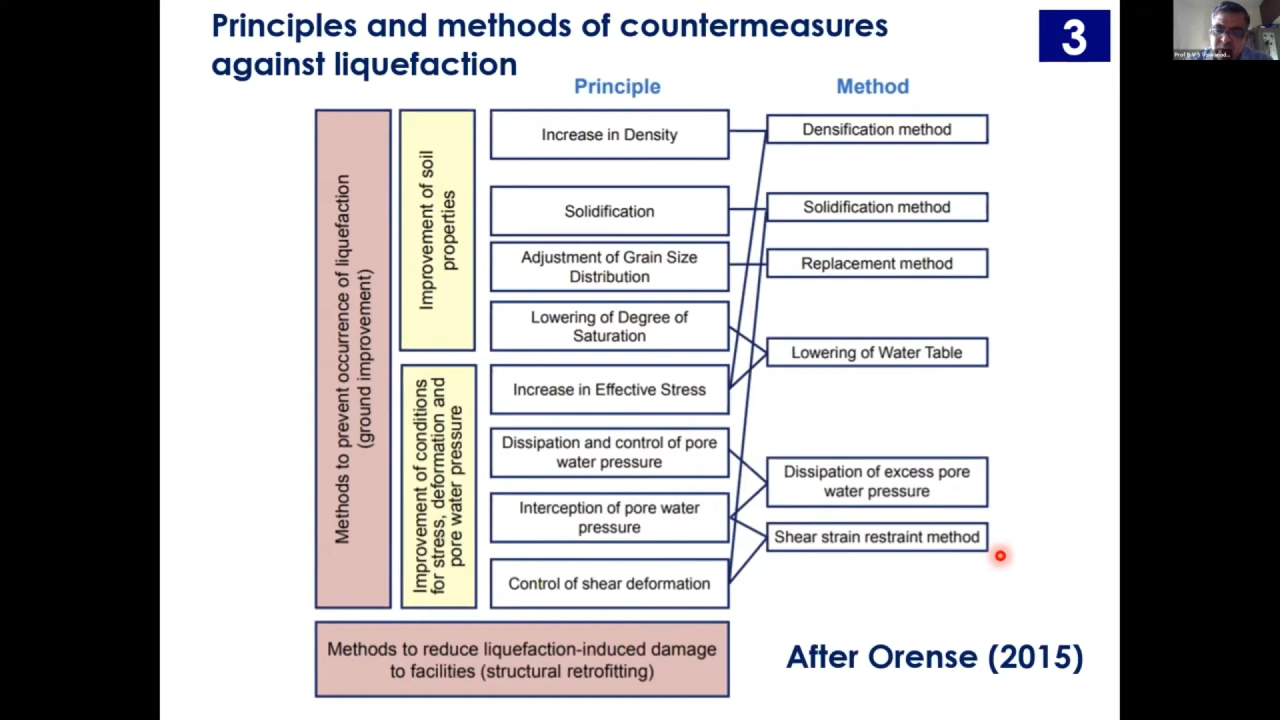 Principles and methods of countermeasures
against liquefaction
3
Principle
Method
Methods to prevent occurrence of liquefaction
(ground improvement)
Improvement of soil
properties
Improvement of conditions
for stress, deformation and
pore water pressure
Increase in Density
Solidification
Adjustment of Grain Size
Distribution
Lowering of Degree of
Saturation
Increase in Effective Stress
Dissipation and control of pore
water pressure
Interception of pore water
pressure
Control of shear deformation
Densification method
Solidification method
Replacement method
Lowering of Water Table
Dissipation of excess pore
water pressure
Shear strain restraint method
Methods to reduce liquefaction-induced damage
to facilities (structural retrofitting)
After Orense (2015)
Prof B V S